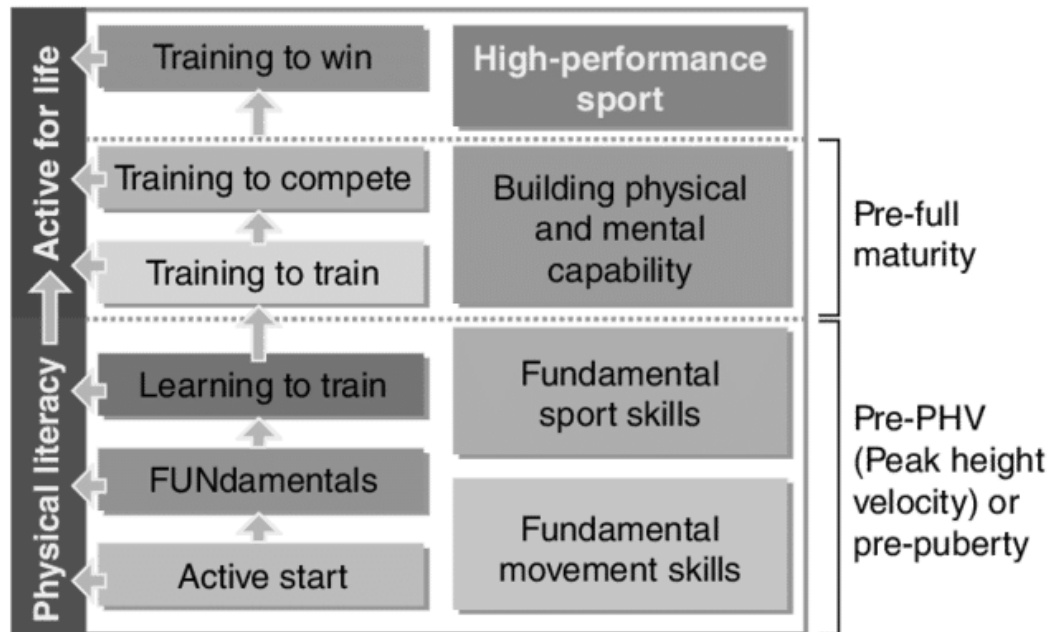 Active for life
Physical literacy
Training to win
High-performance
sport
Training to compete
Building physical
and mental
capability
Pre-full
maturity
Training to train
Learning to train
Fundamental
sport skills
FUNdamentals
Pre-PHV
(Peak height
velocity) or
pre-puberty
Active start
Fundamental
movement skills